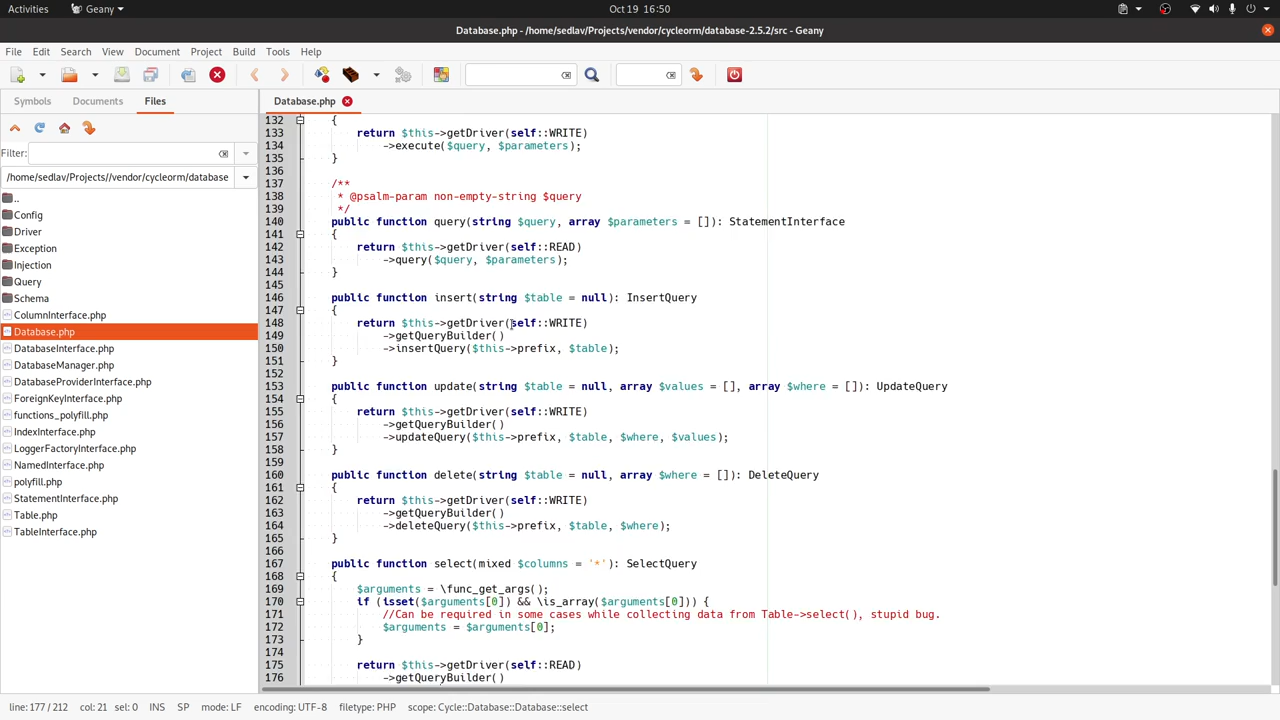 Activities
Geany
Oct 19 16:50
Database.php - /home/sedlav/Projects/vendor/cycleorm/database-2.5.2/src - Geany
File Edit Search View Document Project Build Tools Help
Symbols Documents Files
Database.php
Filter:
/home/sedlav/Projects//vendor/cycleorm/database
..
Config
Driver
Exception
Injection
Query
Schema
ColumnInterface.php
Database.php
DatabaseInterface.php
DatabaseManager.php
DatabaseProviderInterface.php
ForeignKeyInterface.php
functions_polyfill.php
IndexInterface.php
LoggerFactoryInterface.php
NamedInterface.php
polyfill.php
StatementInterface.php
Table.php
TableInterface.php
132 {
133 return $this->getDriver(self::WRITE)
134 ->execute($query, $parameters);
135 }
136
137 /**
138 * @psalm-param non-empty-string $query
139 */
140 public function query(string $query, array $parameters = []): StatementInterface
141 {
142 return $this->getDriver(self::READ)
143 ->query($query, $parameters);
144 }
145
146 public function insert(string $table = null): InsertQuery
147 {
148 return $this->getDriver(self::WRITE)
149 ->getQueryBuilder()
150 ->insertQuery($this->prefix, $table);
151 }
152
153 public function update(string $table = null, array $values = [], array $where = []): UpdateQuery
154 {
155 return $this->getDriver(self::WRITE)
156 ->getQueryBuilder()
157 ->updateQuery($this->prefix, $table, $where, $values);
158 }
159
160 public function delete(string $table = null, array $where = []): DeleteQuery
161 {
162 return $this->getDriver(self::WRITE)
163 ->getQueryBuilder()
164 ->deleteQuery($this->prefix, $table, $where);
165 }
166
167 public function select(mixed $columns = '*'): SelectQuery
168 {
169 $arguments = \func_get_args();
170 if (isset($arguments[0]) && \is_array($arguments[0])) {
171 //Can be required in some cases while collecting data from Table->select(), stupid bug.
172 $arguments = $arguments[0];
173 }
174
175 return $this->getDriver(self::READ)
176 ->getQueryBuilder()
line: 177 / 212 col: 21 sel: 0 INS SP mode: LF encoding: UTF-8 filetype: PHP scope: Cycle::Database::Database::select